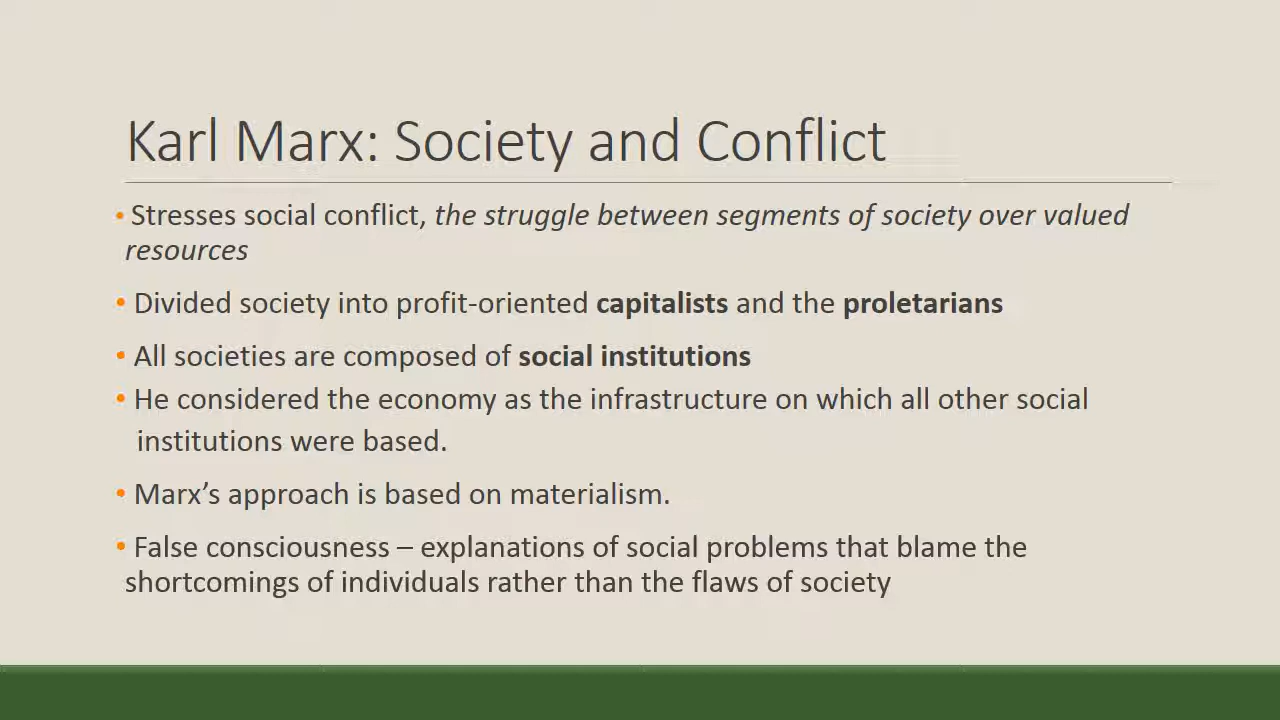 Karl Marx: Society and Conflict
• Stresses social conflict, the struggle between segments of society over valued
resources
• Divided society into profit-oriented capitalists and the proletarians
• All societies are composed of social institutions
• He considered the economy as the infrastructure on which all other social
institutions were based.
• Marx’s approach is based on materialism.
• False consciousness – explanations of social problems that blame the
shortcomings of individuals rather than the flaws of society